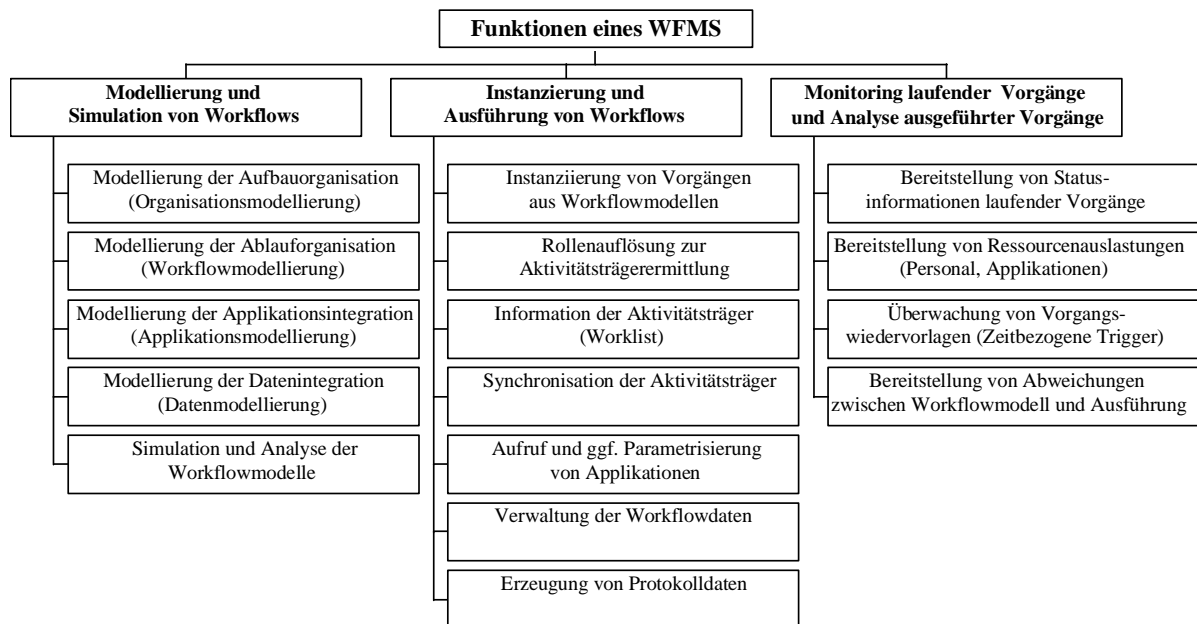 Funktionen eines WFMS
Modellierung und
Simulation von Workflows
Modellierung der Aufbauorganisation
(Organisationsmodellierung)
Modellierung der Ablauforganisation
(Workflowmodellierung)
Modellierung der Applikationsintegration
(Applikationsmodellierung)
Modellierung der Datenintegration
(Datenmodellierung)
Simulation und Analyse der
Workflowmodelle
Instanzierung und
Ausführung von Workflows
Instanziierung von Vorgängen
aus Workflowmodellen
Rollenauflösung zur
Aktivitätsträgerermittlung
Information der Aktivitätsträger
(Worklist)
Synchronisation der Aktivitätsträger
Aufruf und ggf. Parametrisierung
von Applikationen
Verwaltung der Workflowdaten
Erzeugung von Protokolldaten
Monitoring laufender Vorgänge
und Analyse ausgeführter Vorgänge
Bereitstellung von Status-
informationen laufender Vorgänge
Bereitstellung von Ressourcenauslastungen
(Personal, Applikationen)
Überwachung von Vorgangs-
wiedervorlagen (Zeitbezogene Trigger)
Bereitstellung von Abweichungen
zwischen Workflowmodell und Ausführung